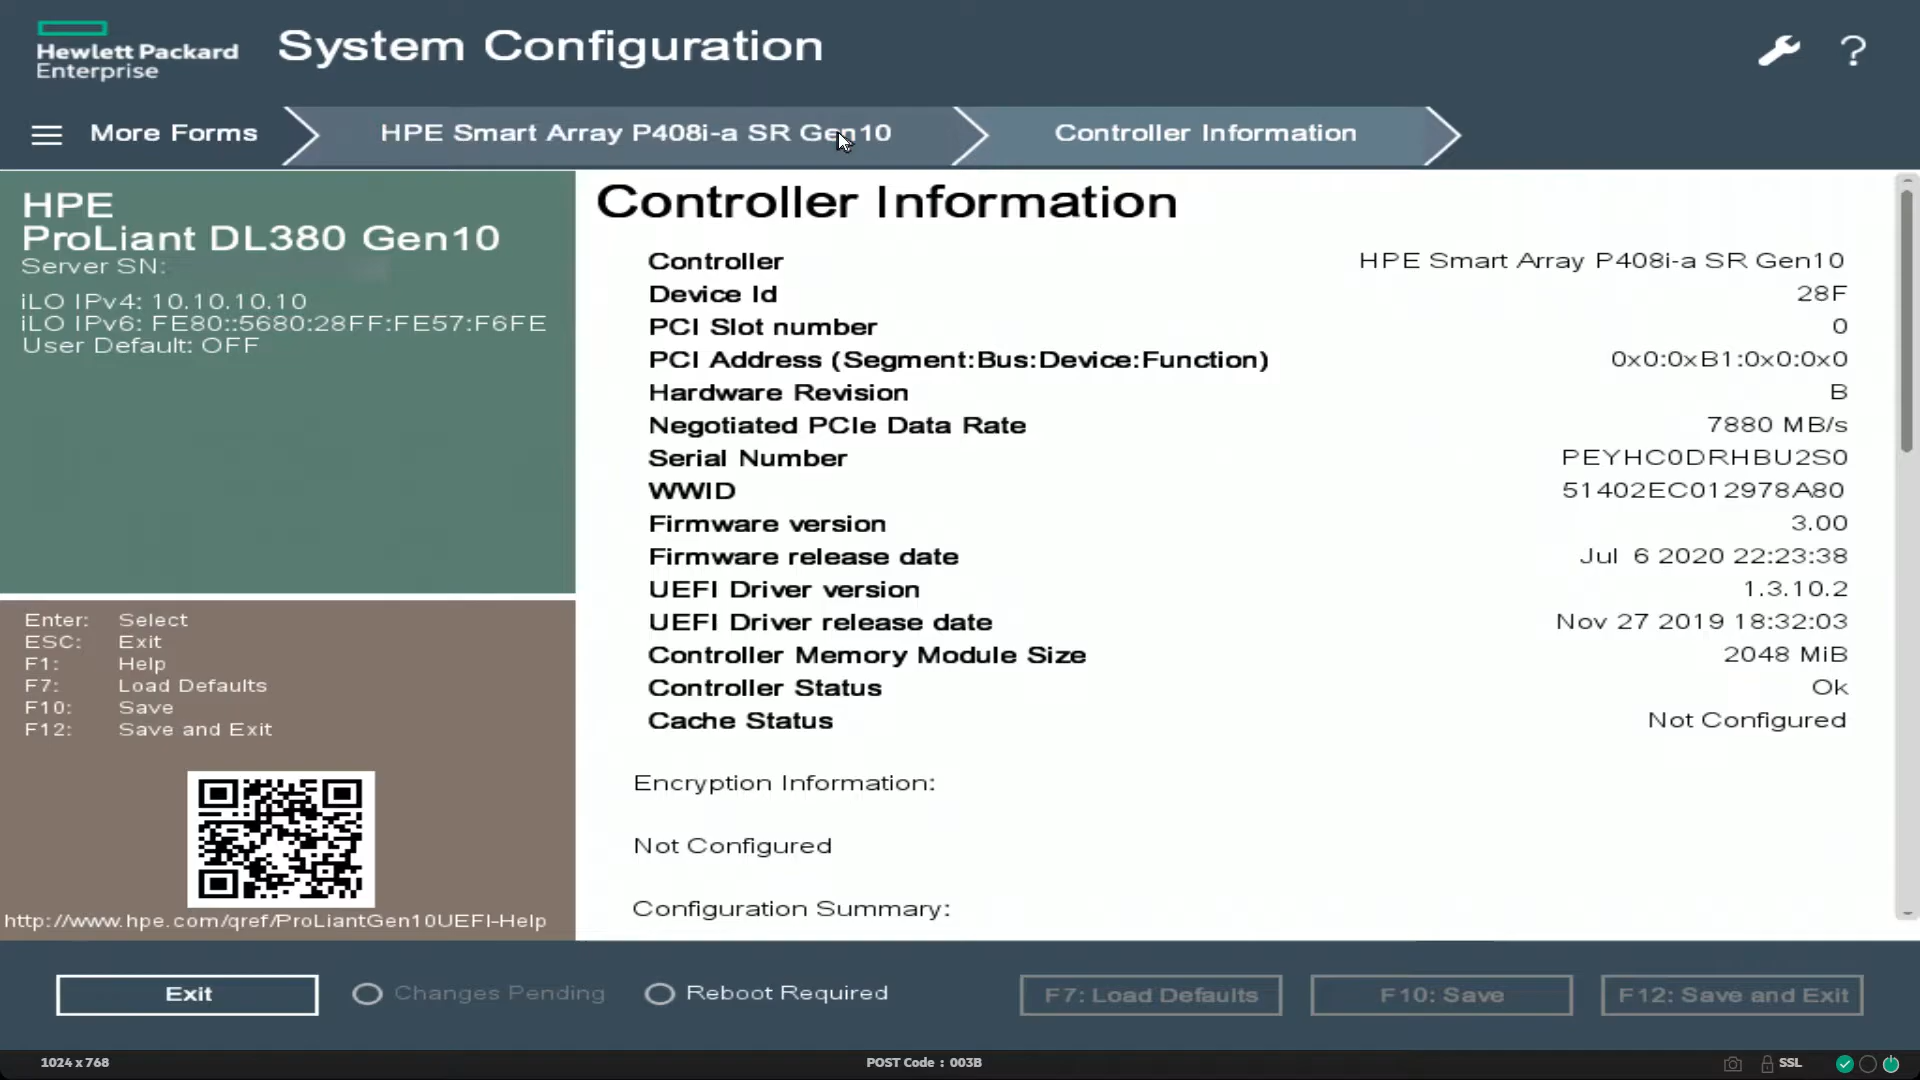 Hewlett Packard
Enterprise
System Configuration
?
More Forms
HPE Smart Array P408i-a SR Gen10
Controller Information
HPE
ProLiant DL380 Gen10
Server SN:
iLO IPv4: 10.10.10.10
iLO IPv6: FE80::5680:28FF:FE57:F6FE
User Default: OFF
Enter: Select
ESC: Exit
F1: Help
F7: Load Defaults
F10: Save
F12: Save and Exit
http://www.hpe.com/qref/ProLiantGen10UEFI-Help
Controller Information
Controller HPE Smart Array P408i-a SR Gen10
Device Id 28F
PCI Slot number 0
PCI Address (Segment:Bus:Device:Function) 0x0:0xB1:0x0:0x0
Hardware Revision B
Negotiated PCIe Data Rate 7880 MB/s
Serial Number PEYHC0DRHBU2S0
WWID 51402EC012978A80
Firmware version 3.00
Firmware release date Jul 6 2020 22:23:38
UEFI Driver version 1.3.10.2
UEFI Driver release date Nov 27 2019 18:32:03
Controller Memory Module Size 2048 MiB
Controller Status Ok
Cache Status Not Configured
Encryption Information:
Not Configured
Configuration Summary:
Exit
Changes Pending
Reboot Required
F7: Load Defaults
F10: Save
F12: Save and Exit
1024 x 768
POST Code : 003B
SSL